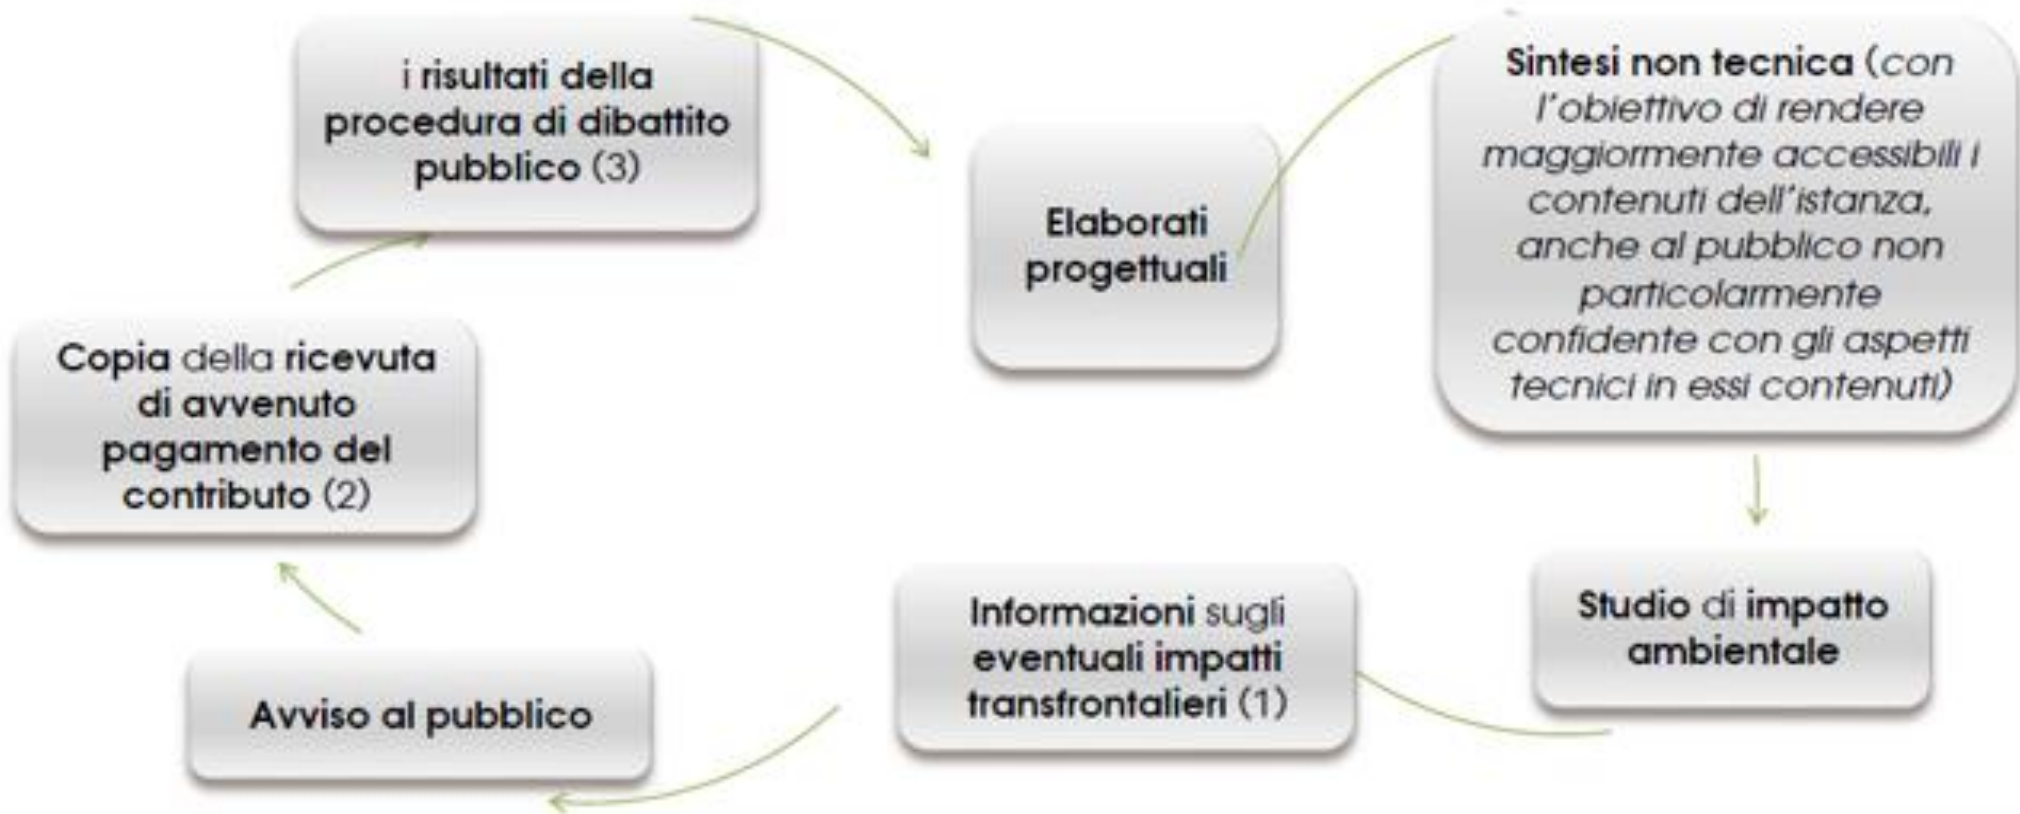 i risultati della
procedura di dibattito
pubblico (3)
Elaborati
progettuali
Sintesi non tecnica (con
l'obiettivo di rendere
maggiormente accessibili i
contenuti dell'istanza,
anche al pubblico non
particolarmente
confidente con gli aspetti
tecnici in essi contenuti)
Copia della ricevuta
di avvenuto
pagamento del
contributo (2)
Informazioni sugli
eventuali impatti
transfrontalieri (1)
Studio di impatto
ambientale
Avviso al pubblico